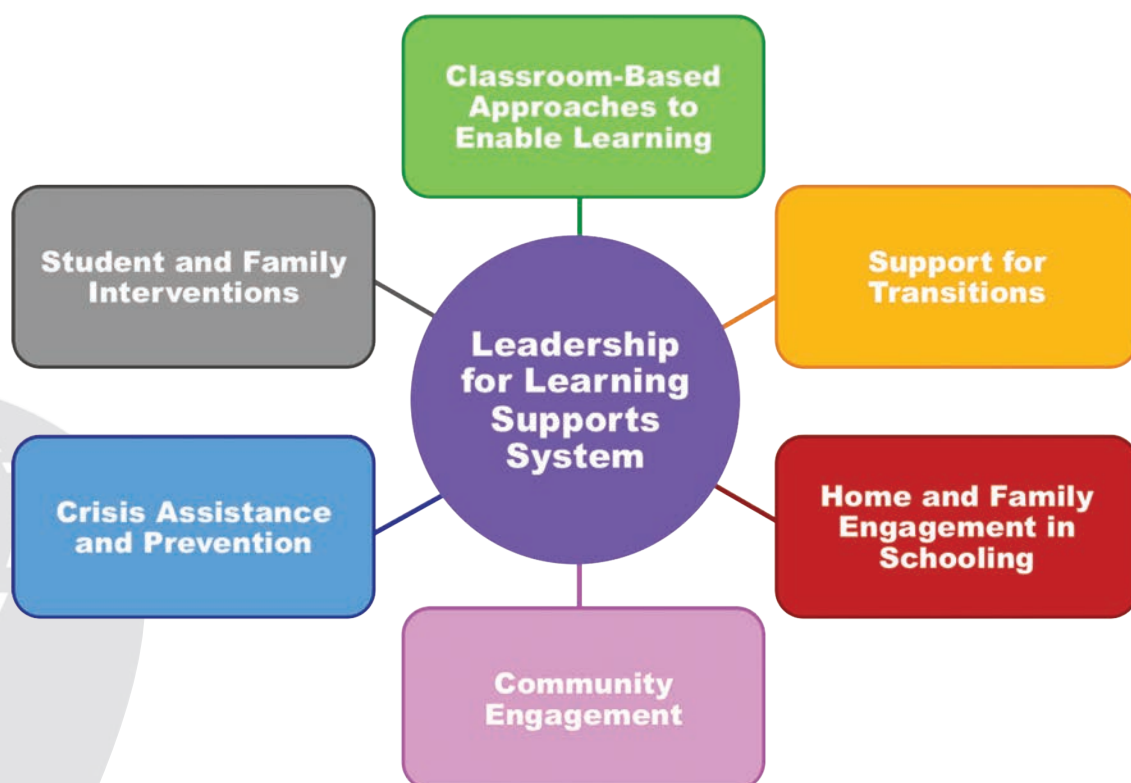 Classroom-Based
Approaches to
Enable Learning
Student and Family
Interventions
Support for
Transitions
Leadership
for Learning
Supports
System
Crisis Assistance
and Prevention
Home and Family
Engagement in
Schooling
Community
Engagement